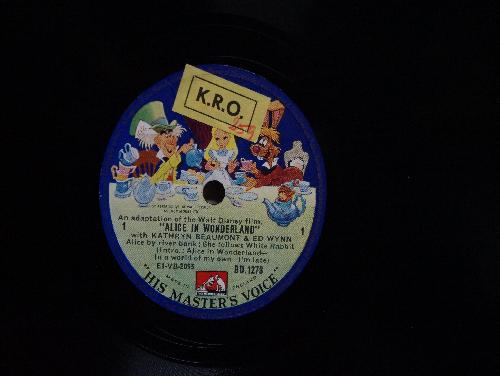 K.R.O.
An adaptation of the Walt Disney film,
1 "ALICE IN WONDERLAND" 1
with KATHRYN BEAUMONT & ED WYNN
Alice by river bank: She follows White Rabbit
(Intro.: Alice in Wonderland—
In a world of my own—I'm late)
BD.1278
"HIS MASTER'S VOICE"